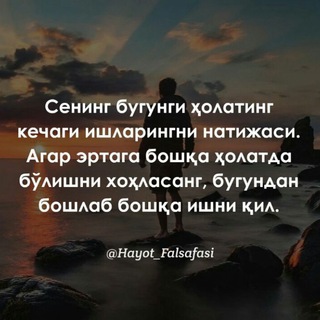 Сенинг бугунги ҳолатинг
кечаги ишларингни натижаси.
Агар эртага бошқа ҳолатда
бўлишни хоҳласанг, бугундан
бошлаб бошқа ишни қил.
@Hayot_Falsafasi